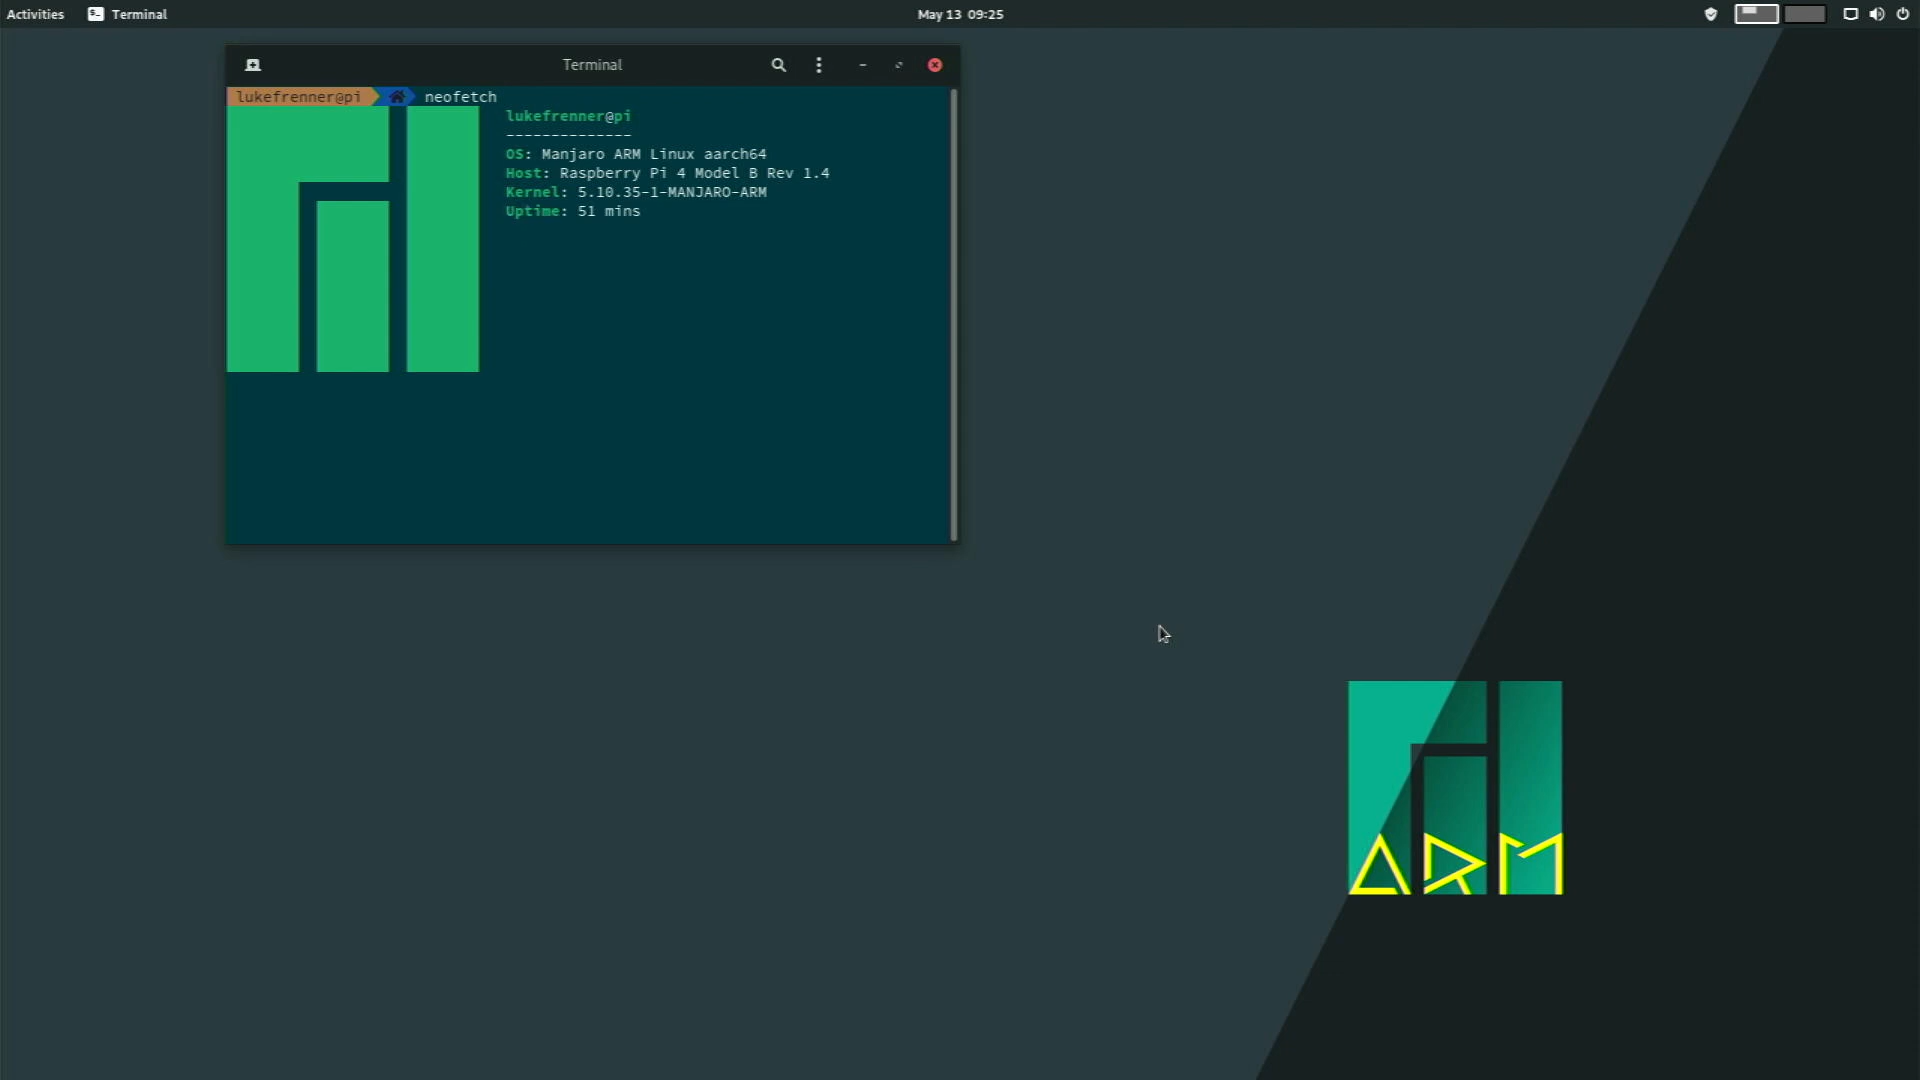 Activities Terminal May 13 09:25
Terminal
lukefrenner@pi neofetch
lukefrenner@pi
--------------
OS: Manjaro ARM Linux aarch64
Host: Raspberry Pi 4 Model B Rev 1.4
Kernel: 5.10.35-1-MANJARO-ARM
Uptime: 51 mins
ARM